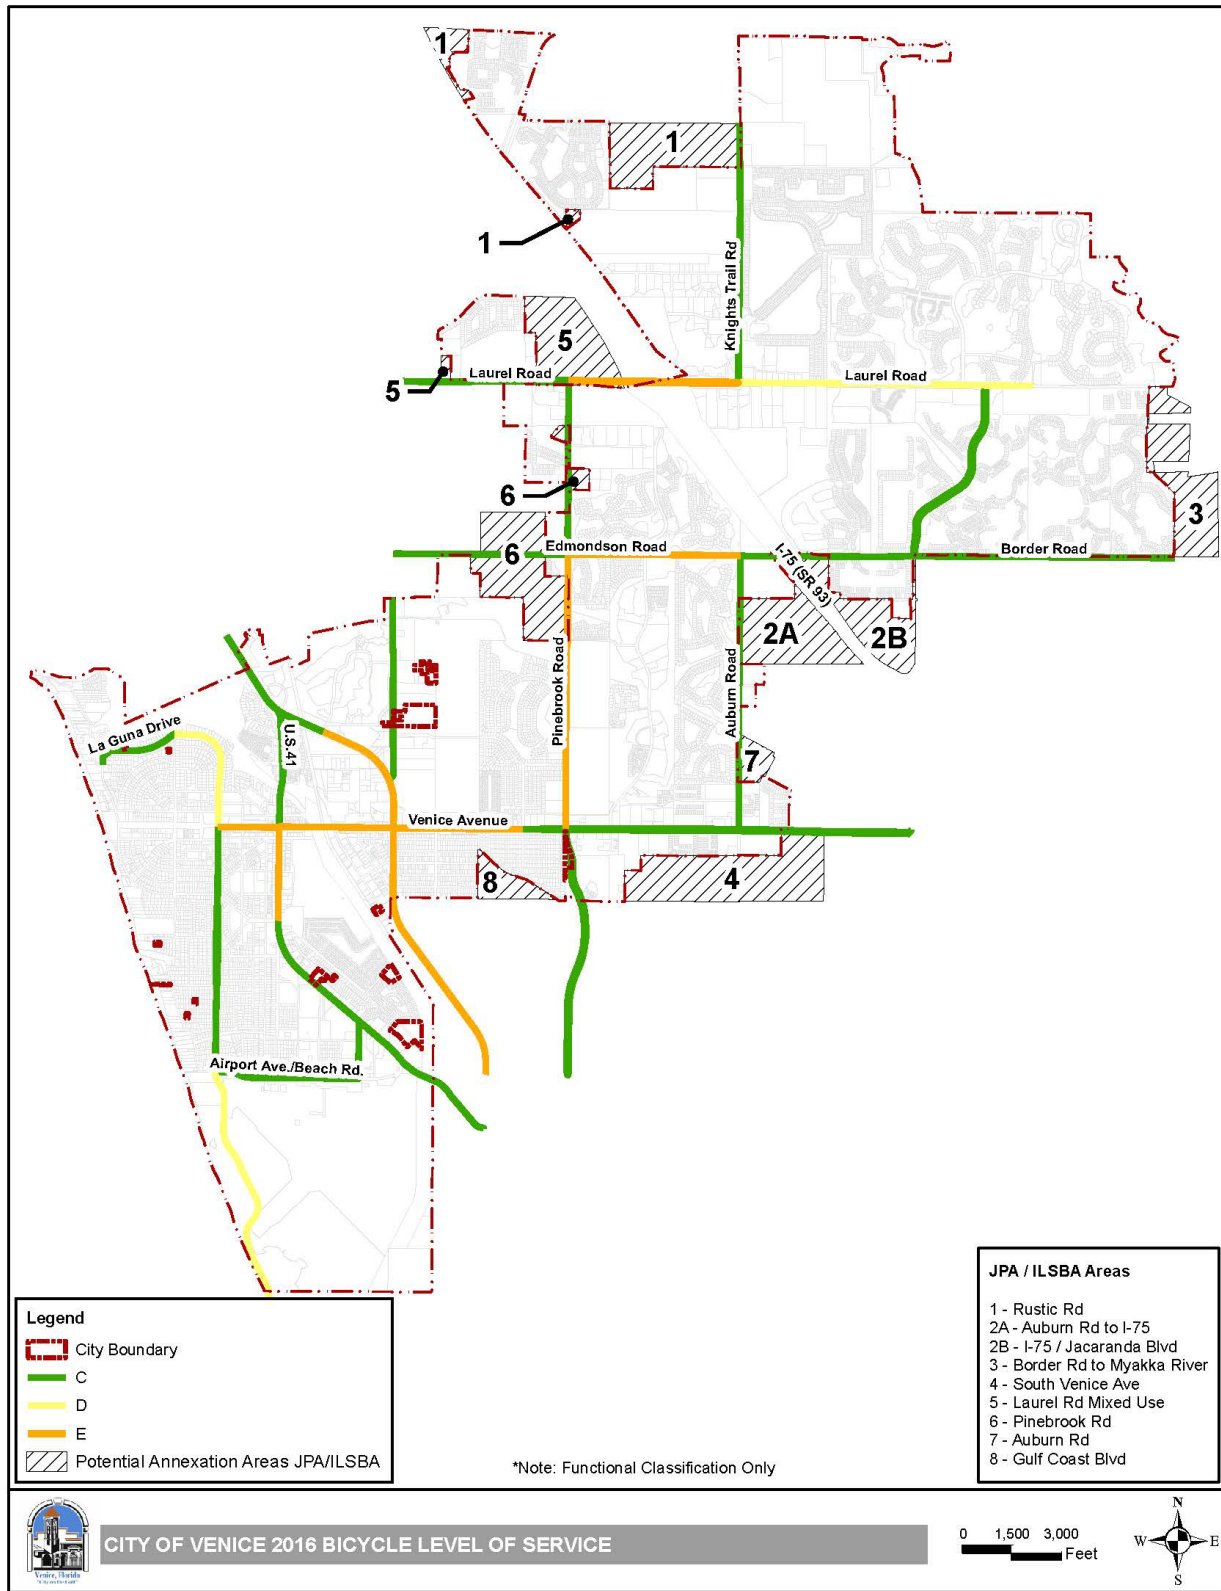 1
1
1
Knights Trail Rd
5
5
Laurel Road
Laurel Road
6
6
Edmondson Road
Border Road
3
I-75 (SR 93)
2A
2B
Pinebrook Road
Auburn Road
La Guna Drive
U.S.41
7
Venice Avenue
8
4
Airport Ave./Beach Rd.
Legend
City Boundary
C
D
E
Potential Annexation Areas JPA/ILSBA
*Note: Functional Classification Only
JPA / ILSBA Areas
1 - Rustic Rd
2A - Auburn Rd to I-75
2B - I-75 / Jacaranda Blvd
3 - Border Rd to Myakka River
4 - South Venice Ave
5 - Laurel Rd Mixed Use
6 - Pinebrook Rd
7 - Auburn Rd
8 - Gulf Coast Blvd
Venice, Florida
CITY OF VENICE 2016 BICYCLE LEVEL OF SERVICE
0 1,500 3,000
Feet
N
W E
S